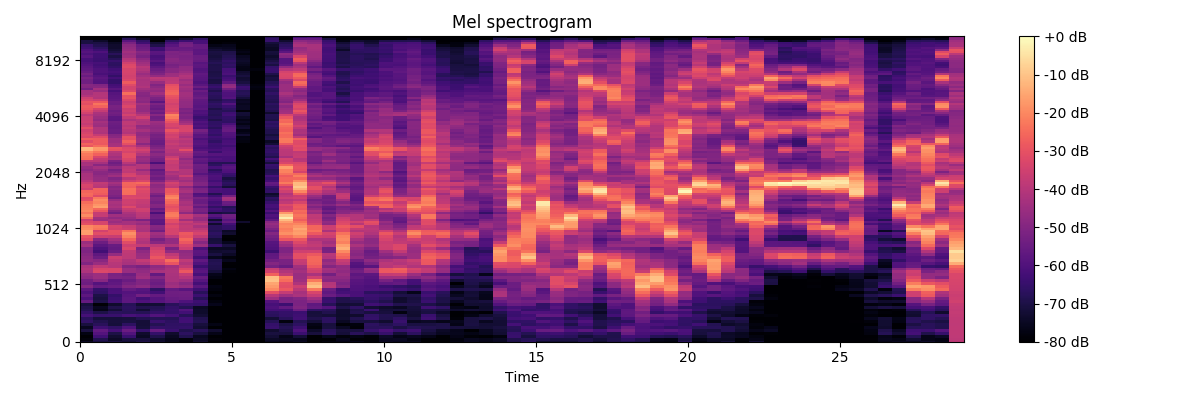 Mel spectrogram
+0 dB
8192
-10 dB
-20 dB
4096
-30 dB
Hz
2048
-40 dB
1024
-50 dB
-60 dB
512
-70 dB
0
-80 dB
0 5 10 15 20 25
Time